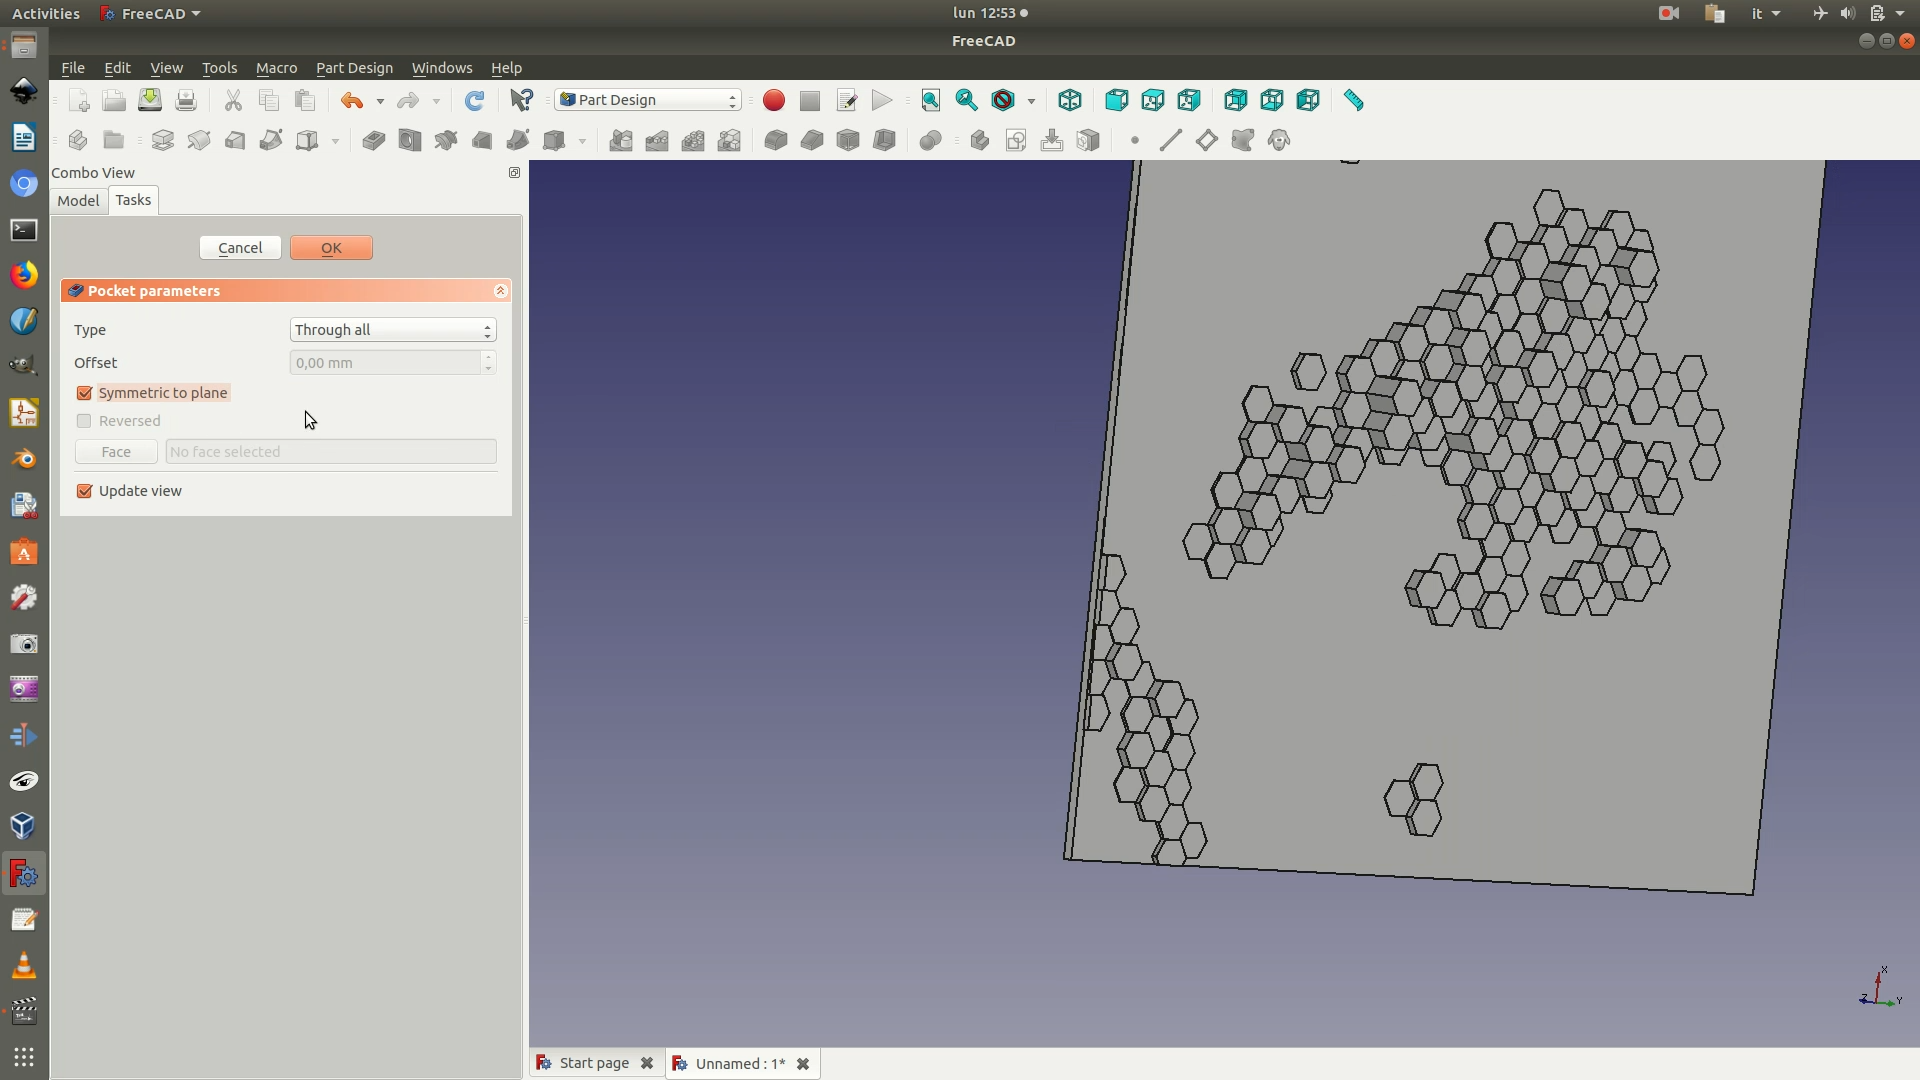 Activities FreeCAD lun 12:53 it
FreeCAD
File Edit View Tools Macro Part Design Windows Help
Part Design
Combo View
Model Tasks
Cancel OK
Pocket parameters
Type Through all
Offset 0,00 mm
Symmetric to plane
Reversed
Face No face selected
Update view
X
Z Y
Start page Unnamed : 1*